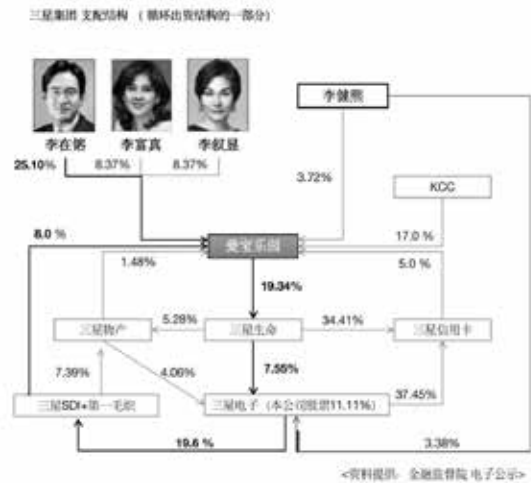 三星集团 支配结构 （循环出资结构的一部分）
李在镕 李富真 李叙显
25.10% 8.37% 8.37%
李健熙
3.72%
KCC
8.0 %
17.0 %
爱宝乐园
1.48%
5.0 %
19.34%
三星物产
5.28%
三星生命
34.41%
三星信用卡
7.39%
4.06%
7.55%
37.45%
三星SDI+第一毛织
三星电子（本公司股票11.11%）
19.6 %
3.38%
<资料提供： 金融监督院 电子公示>